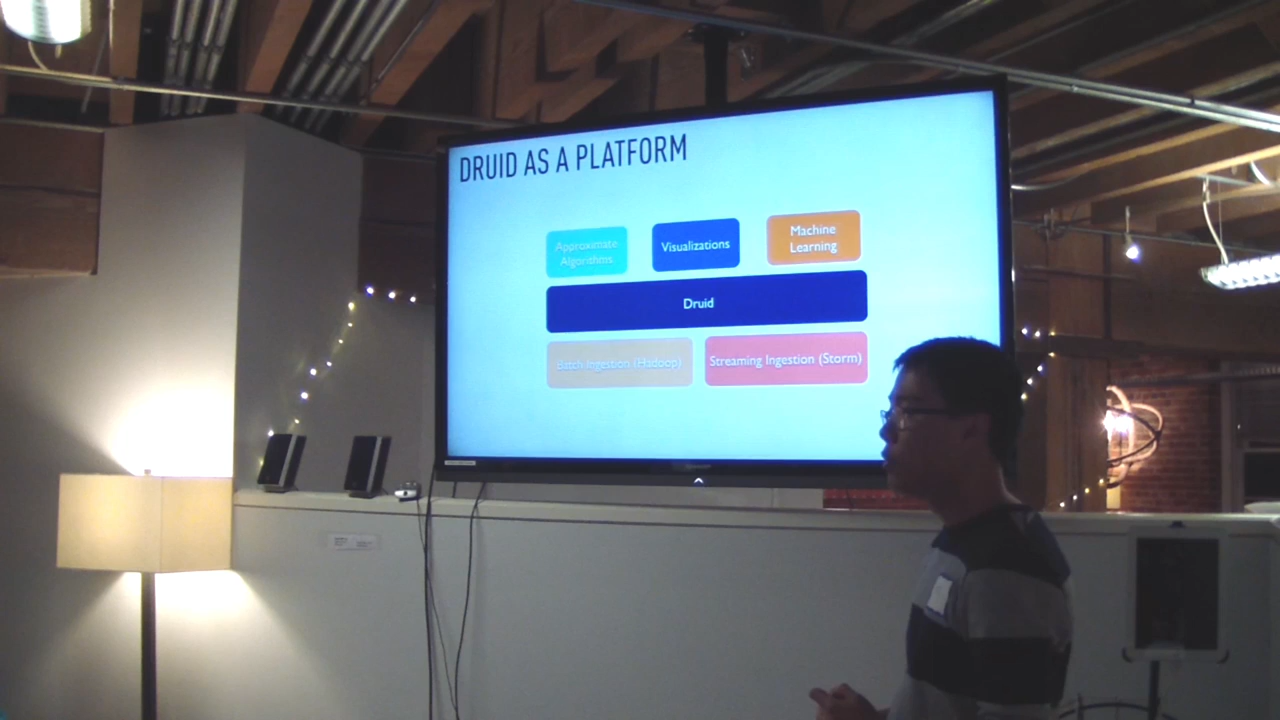 DRUID AS A PLATFORM
Approximate
Algorithms
Visualizations
Machine
Learning
Druid
Batch Ingestion (Hadoop)
Streaming Ingestion (Storm)